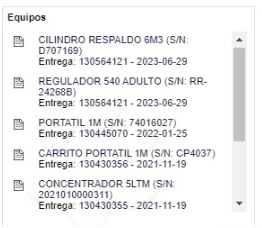 Equipos
CILINDRO RESPALDO 6M3 (S/N:
D707169)
Entrega: 130564121 - 2023-06-29
REGULADOR 540 ADULTO (S/N: RR-
24268B)
Entrega: 130564121 - 2023-06-29
PORTATIL 1M (S/N: 74016027)
Entrega: 130445070 - 2022-01-25
CARRITO PORTATIL 1M (S/N: CP4037)
Entrega: 130430356 - 2021-11-19
CONCENTRADOR 5LTM (S/N:
2021010000311)
Entrega: 130430355 - 2021-11-19